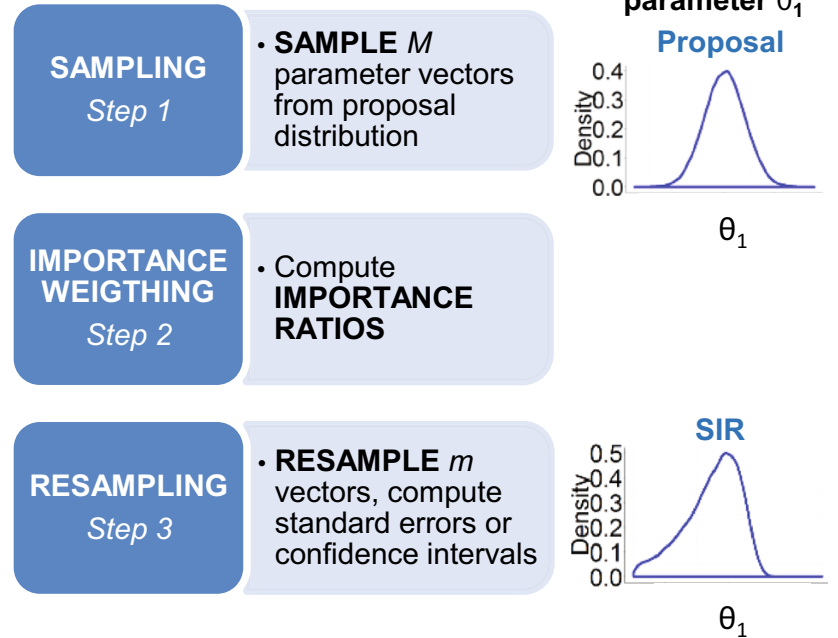 SAMPLING
Step 1
• SAMPLE M
parameter vectors
from proposal
distribution
parameter θ1
Proposal
0.4
0.3
0.2
0.1
0.0
Density
θ1
IMPORTANCE
WEIGTHING
Step 2
• Compute
IMPORTANCE
RATIOS
RESAMPLING
Step 3
• RESAMPLE m
vectors, compute
standard errors or
confidence intervals
SIR
0.5
0.4
0.3
0.2
0.1
0.0
Density
θ1